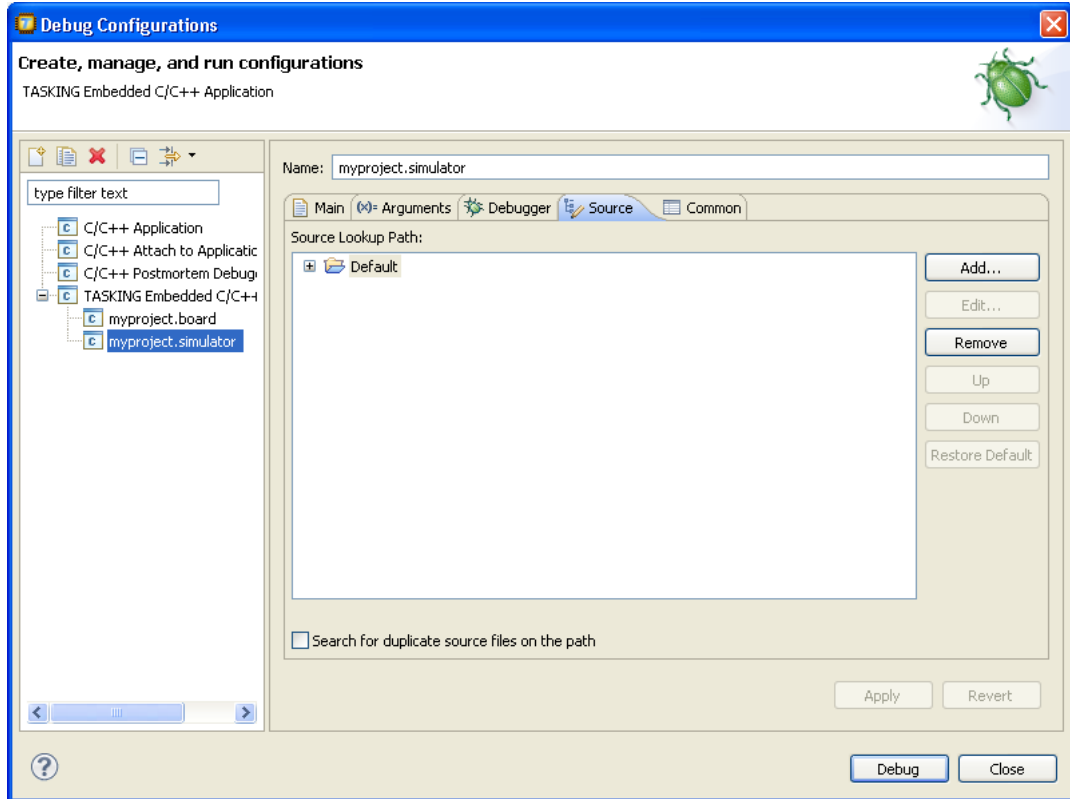 Debug Configurations
Create, manage, and run configurations
TASKING Embedded C/C++ Application
type filter text
C/C++ Application
C/C++ Attach to Applicatic
C/C++ Postmortem Debug
TASKING Embedded C/C++
myproject.board
myproject.simulator
Name: myproject.simulator
Main (x)= Arguments Debugger Source Common
Source Lookup Path:
Default
Add...
Edit...
Remove
Up
Down
Restore Default
Search for duplicate source files on the path
Apply Revert
? Debug Close